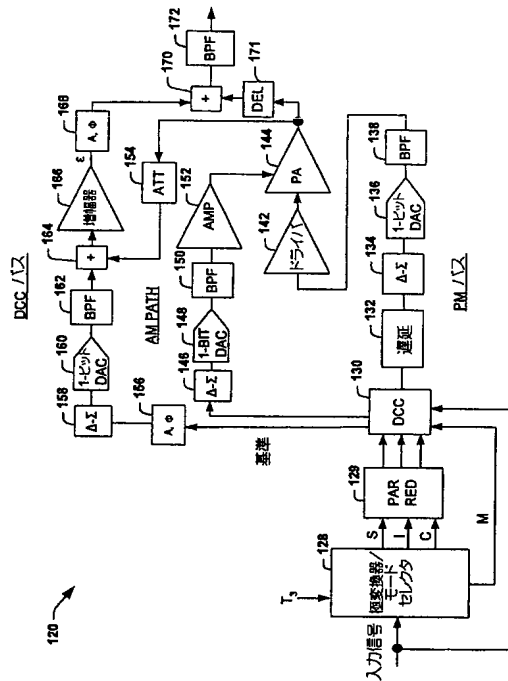 120
入力信号
T3
128
極変換器/
モード
セレクタ
S
I
C
M
129
PAR
RED
130
DCC
基準
DCC パス
156
A, Φ
158
Δ-Σ
160
1-ビット
DAC
162
BPF
164
+
166
増幅器
ε
168
A, Φ
170
+
172
BPF
171
DEL
154
ATT
AM PATH
146
Δ-Σ
148
1-BIT
DAC
150
BPF
152
AMP
144
PA
142
ドライバ
132
遅延
134
Δ-Σ
136
1-ビット
DAC
138
BPF
PM パス